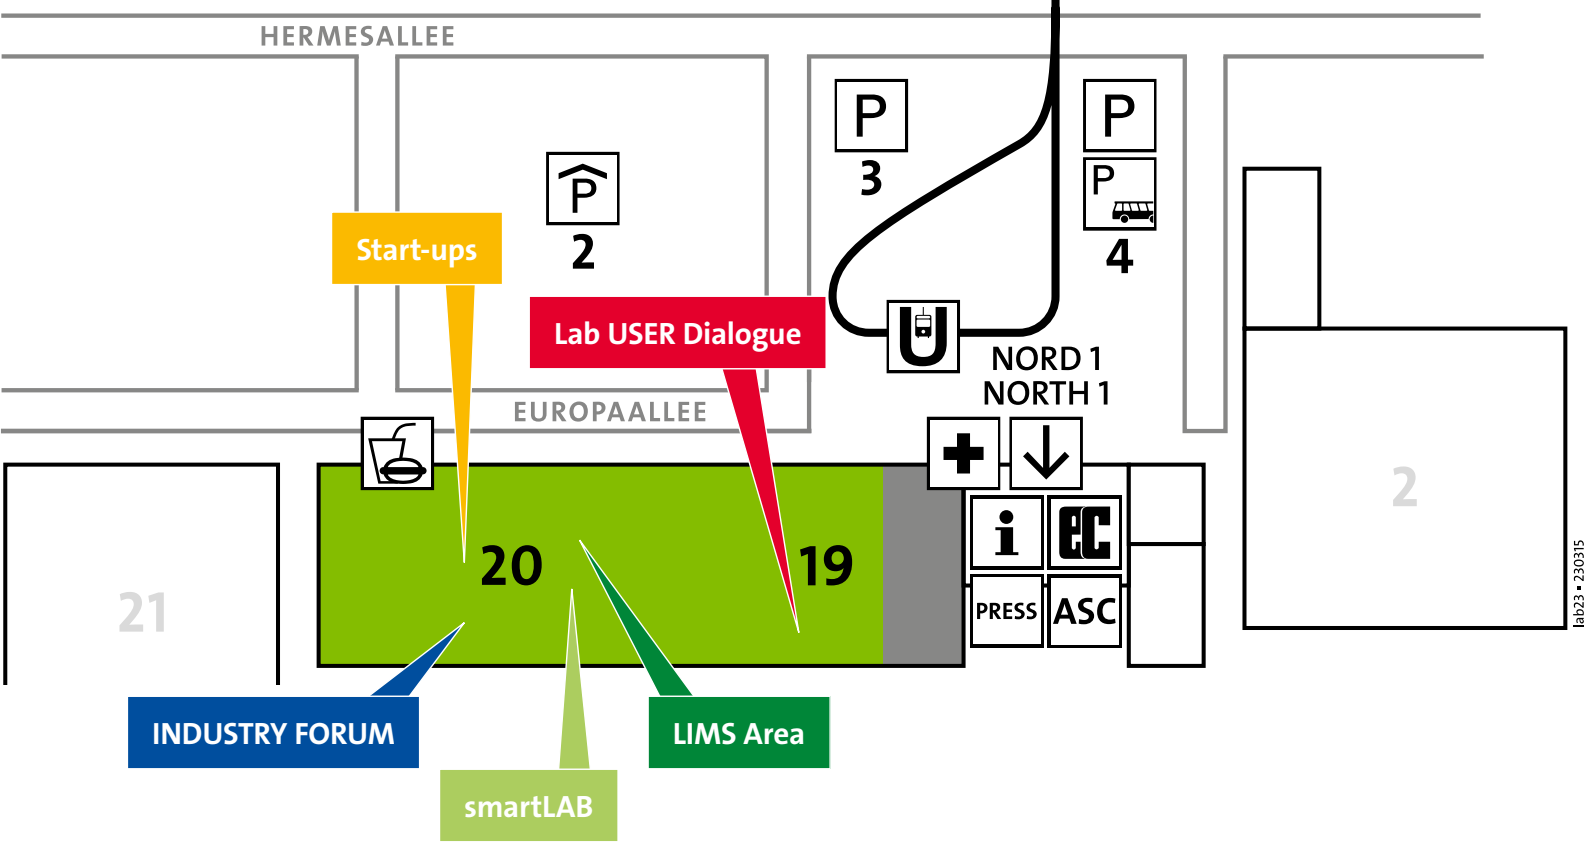 HERMESALLEE
P
3
P
P
4
P
2
Start-ups
Lab USER Dialogue
U
NORD 1
NORTH 1
EUROPAALLEE
2
i
ec
20
19
21
PRESS
ASC
lab23 ▪ 230315
INDUSTRY FORUM
LIMS Area
smartLAB